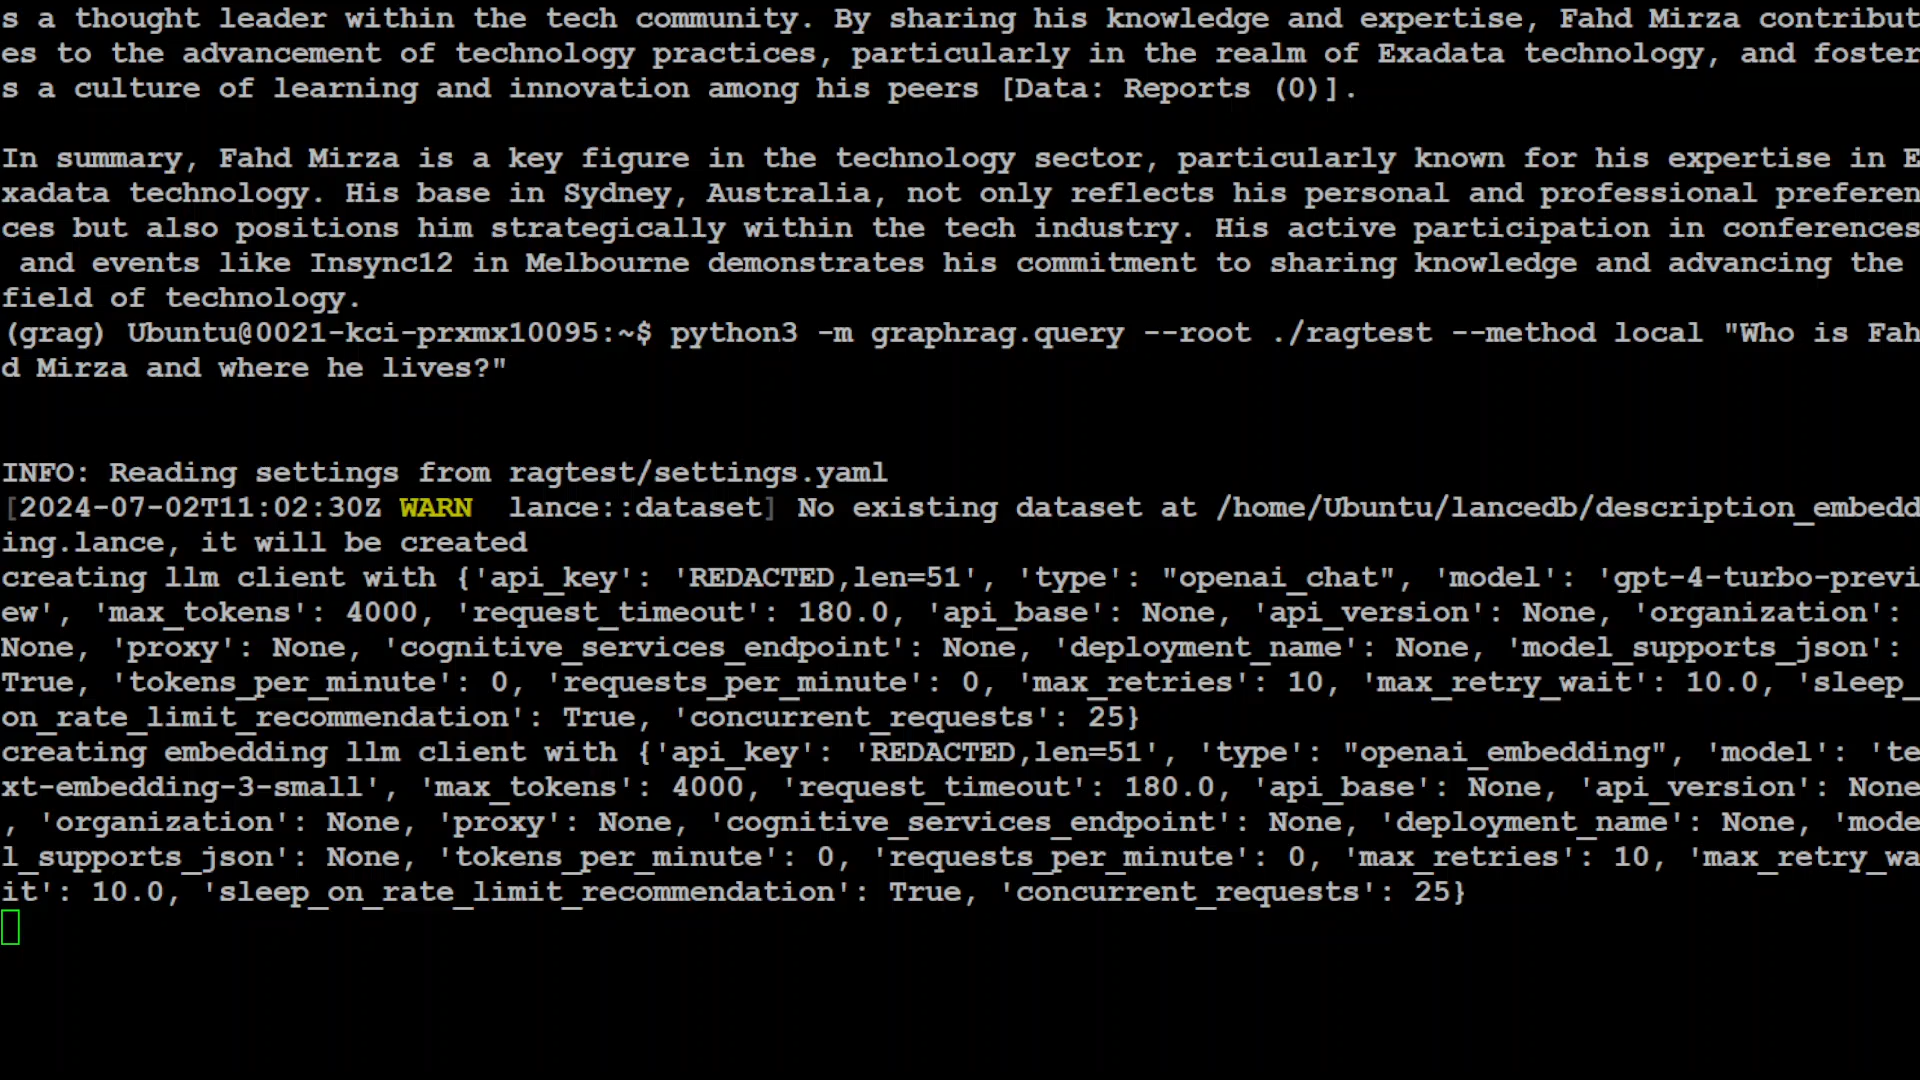 s a thought leader within the tech community. By sharing his knowledge and expertise, Fahd Mirza contribut
es to the advancement of technology practices, particularly in the realm of Exadata technology, and foster
s a culture of learning and innovation among his peers [Data: Reports (0)].
In summary, Fahd Mirza is a key figure in the technology sector, particularly known for his expertise in E
xadata technology. His base in Sydney, Australia, not only reflects his personal and professional preferen
ces but also positions him strategically within the tech industry. His active participation in conferences
 and events like Insync12 in Melbourne demonstrates his commitment to sharing knowledge and advancing the
field of technology.
(grag) Ubuntu@0021-kci-prxmx10095:~$ python3 -m graphrag.query --root ./ragtest --method local "Who is Fah
d Mirza and where he lives?"
INFO: Reading settings from ragtest/settings.yaml
[2024-07-02T11:02:30Z WARN  lance::dataset] No existing dataset at /home/Ubuntu/lancedb/description_embedd
ing.lance, it will be created
creating llm client with {'api_key': 'REDACTED,len=51', 'type': "openai_chat", 'model': 'gpt-4-turbo-previ
ew', 'max_tokens': 4000, 'request_timeout': 180.0, 'api_base': None, 'api_version': None, 'organization':
None, 'proxy': None, 'cognitive_services_endpoint': None, 'deployment_name': None, 'model_supports_json':
True, 'tokens_per_minute': 0, 'requests_per_minute': 0, 'max_retries': 10, 'max_retry_wait': 10.0, 'sleep_
on_rate_limit_recommendation': True, 'concurrent_requests': 25}
creating embedding llm client with {'api_key': 'REDACTED,len=51', 'type': "openai_embedding", 'model': 'te
xt-embedding-3-small', 'max_tokens': 4000, 'request_timeout': 180.0, 'api_base': None, 'api_version': None
, 'organization': None, 'proxy': None, 'cognitive_services_endpoint': None, 'deployment_name': None, 'mode
l_supports_json': None, 'tokens_per_minute': 0, 'requests_per_minute': 0, 'max_retries': 10, 'max_retry_wa
it': 10.0, 'sleep_on_rate_limit_recommendation': True, 'concurrent_requests': 25}